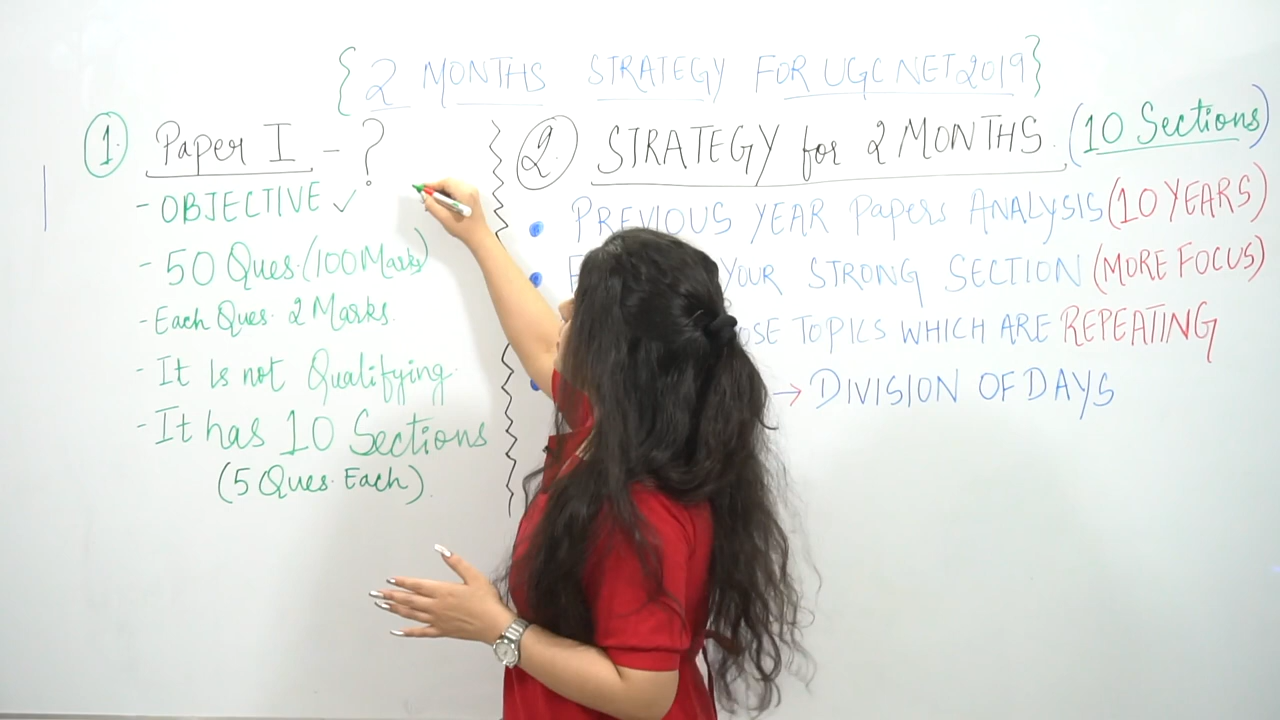 {2 MONTHS STRATEGY FOR UGC NET 2019}
1. Paper I - ?
- OBJECTIVE ✓
- 50 Ques. (100 Marks)
- Each Ques. 2 Marks.
- It is not Qualifying.
- It has 10 Sections
(5 Ques. Each).
2. STRATEGY for 2 MONTHS. (10 Sections)
• PREVIOUS YEAR PAPERS ANALYSIS (10 YEARS)
• YOUR STRONG SECTION (MORE FOCUS)
TOPICS WHICH ARE REPEATING
• → DIVISION OF DAYS